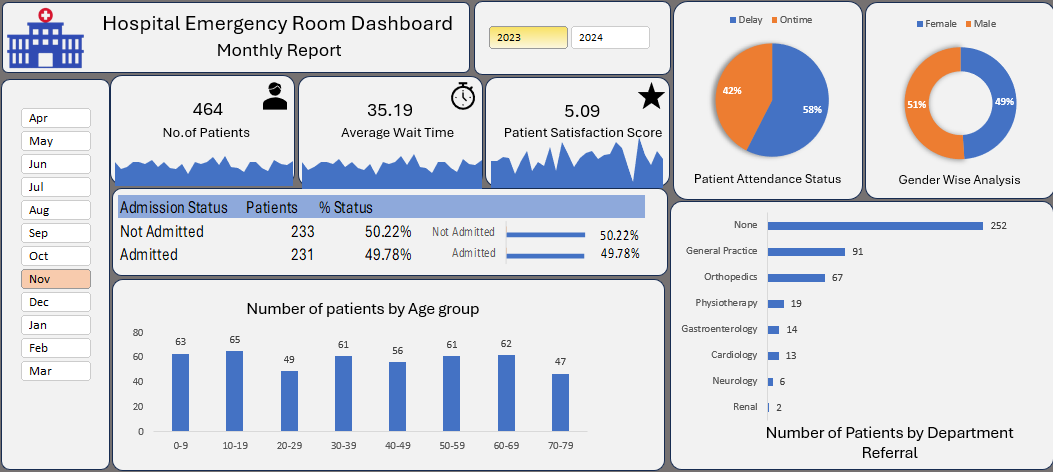 Hospital Emergency Room Dashboard
Monthly Report
2023
2024
Apr
May
Jun
Jul
Aug
Sep
Oct
Nov
Dec
Jan
Feb
Mar
464
No.of Patients
35.19
Average Wait Time
5.09
Patient Satisfaction Score
Delay Ontime
42%
58%
Patient Attendance Status
Female Male
51%
49%
Gender Wise Analysis
Admission Status Patients % Status
Not Admitted 233 50.22% Not Admitted 50.22%
Admitted 231 49.78% Admitted 49.78%
Number of patients by Age group
80
60
40
20
0
63 65 49 61 56 61 62 47
0-9 10-19 20-29 30-39 40-49 50-59 60-69 70-79
None 252
General Practice 91
Orthopedics 67
Physiotherapy 19
Gastroenterology 14
Cardiology 13
Neurology 6
Renal 2
Number of Patients by Department
Referral